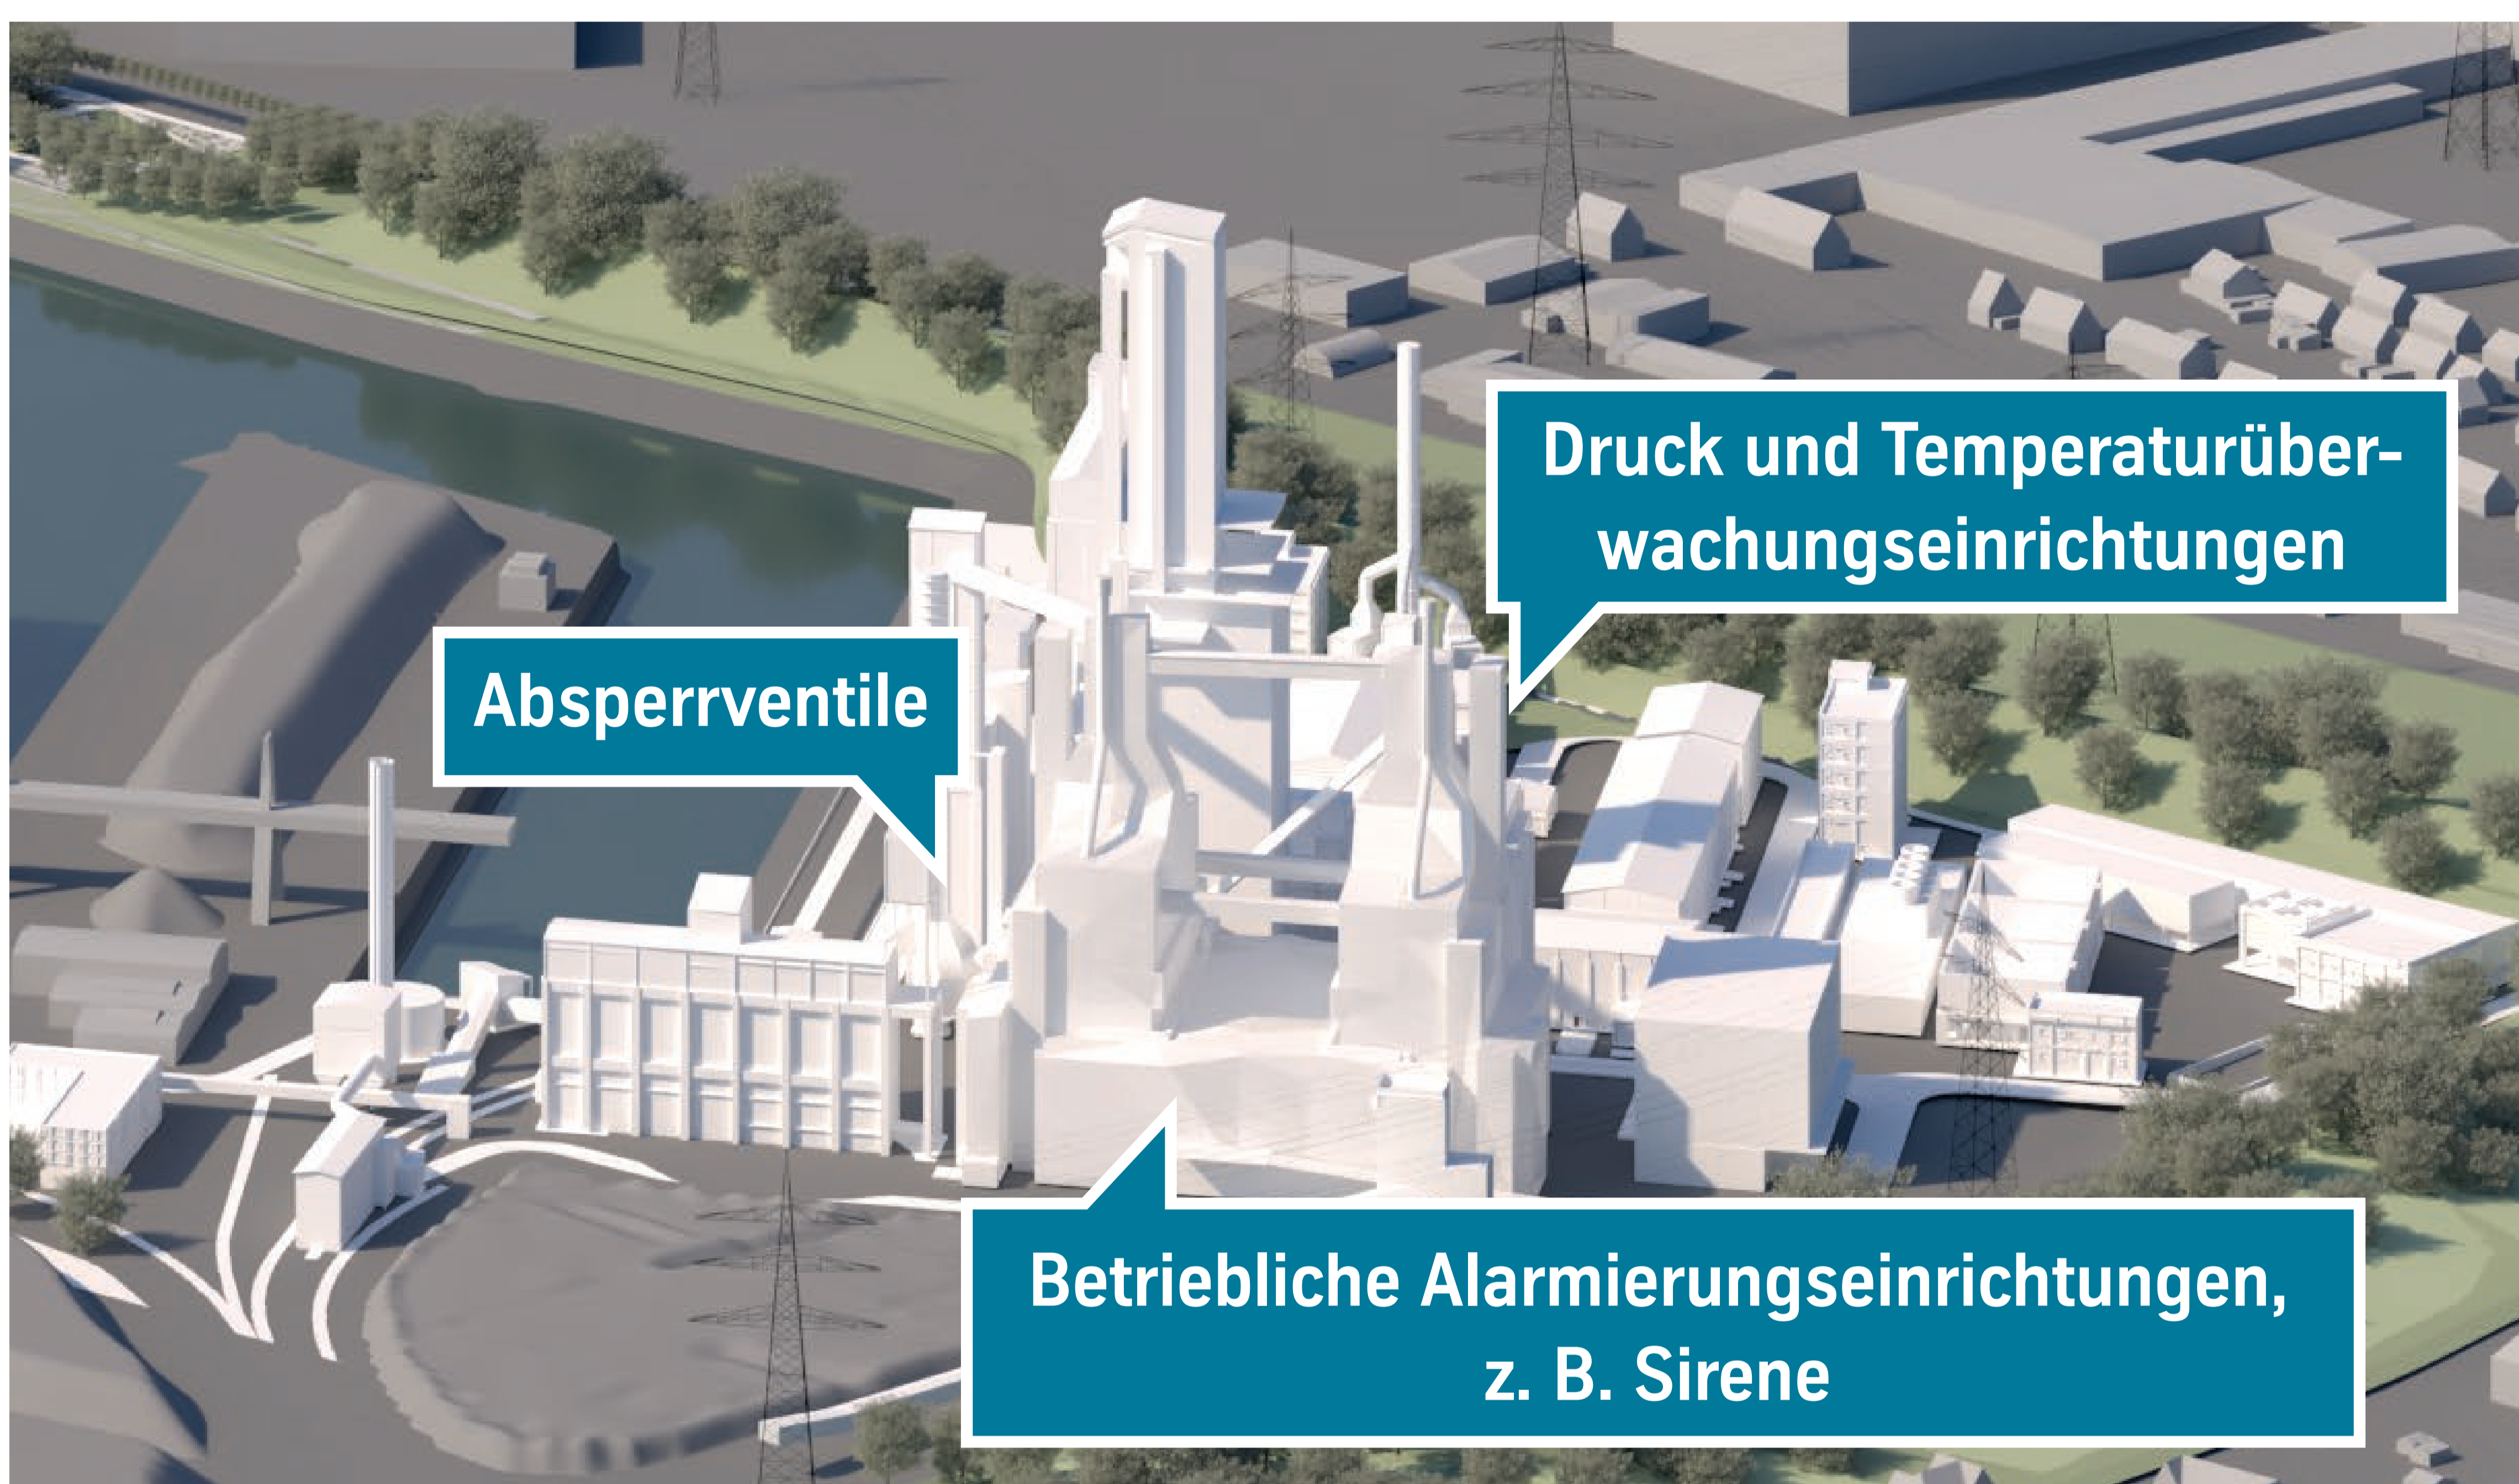 Druck und Temperaturüber-
wachungseinrichtungen
Absperrventile
Betriebliche Alarmierungseinrichtungen,
z. B. Sirene